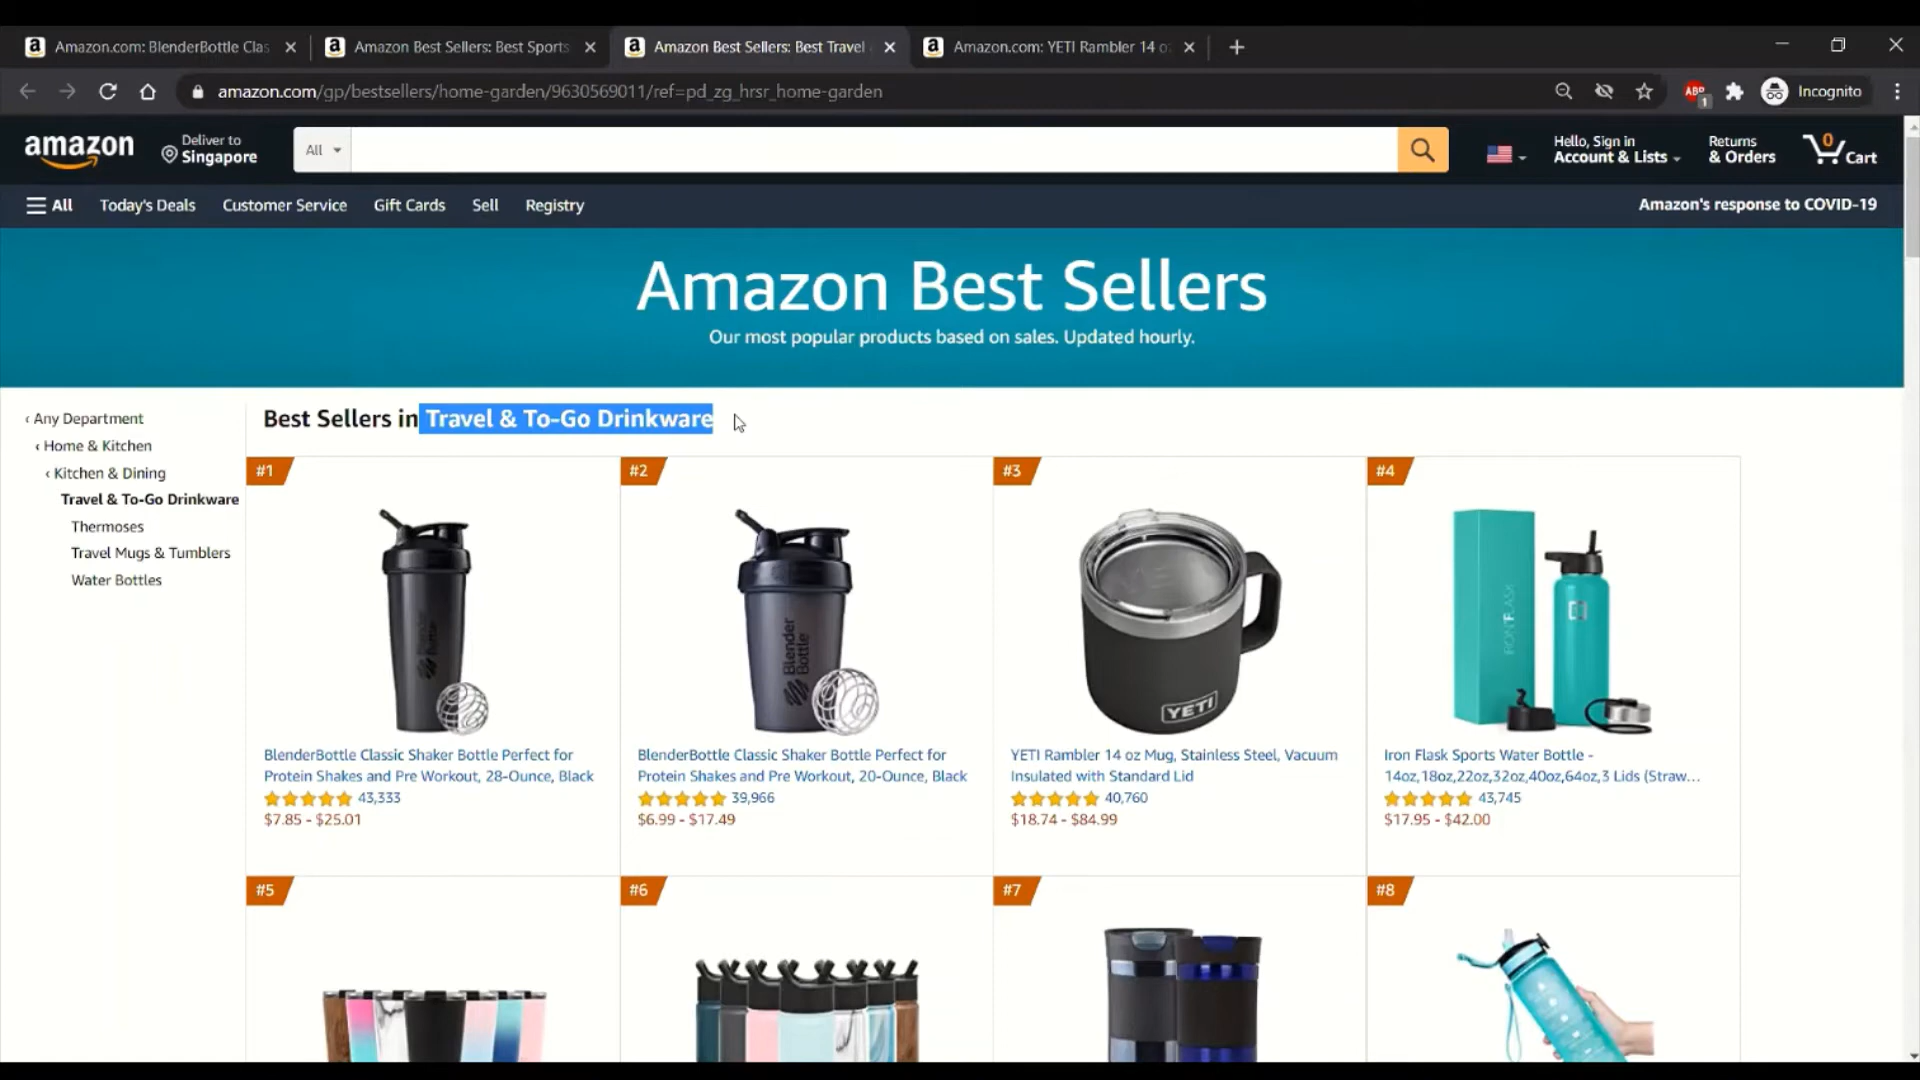 Amazon.com: BlenderBottle Clas
Amazon Best Sellers: Best Sports
Amazon Best Sellers: Best Travel
Amazon.com: YETI Rambler 14 o
amazon.com/gp/bestsellers/home-garden/9630569011/ref=pd_zg_hrsr_home-garden
ABP
1
Incognito
amazon
Deliver to
Singapore
All
Hello, Sign in
Account & Lists
Returns
& Orders
0
Cart
All
Today's Deals
Customer Service
Gift Cards
Sell
Registry
Amazon's response to COVID-19
Amazon Best Sellers
Our most popular products based on sales. Updated hourly.
‹ Any Department
‹ Home & Kitchen
‹ Kitchen & Dining
Travel & To-Go Drinkware
Thermoses
Travel Mugs & Tumblers
Water Bottles
Best Sellers in Travel & To-Go Drinkware
#1
BlenderBottle Classic Shaker Bottle Perfect for
Protein Shakes and Pre Workout, 28-Ounce, Black
43,333
$7.85 - $25.01
#2
Blender
Bottle
BlenderBottle Classic Shaker Bottle Perfect for
Protein Shakes and Pre Workout, 20-Ounce, Black
39,966
$6.99 - $17.49
#3
YETI
YETI Rambler 14 oz Mug, Stainless Steel, Vacuum
Insulated with Standard Lid
40,760
$18.74 - $84.99
#4
IRONFLASK
Iron Flask Sports Water Bottle -
14oz,18oz,22oz,32oz,40oz,64oz,3 Lids (Straw...
43,745
$17.95 - $42.00
#5
#6
#7
#8